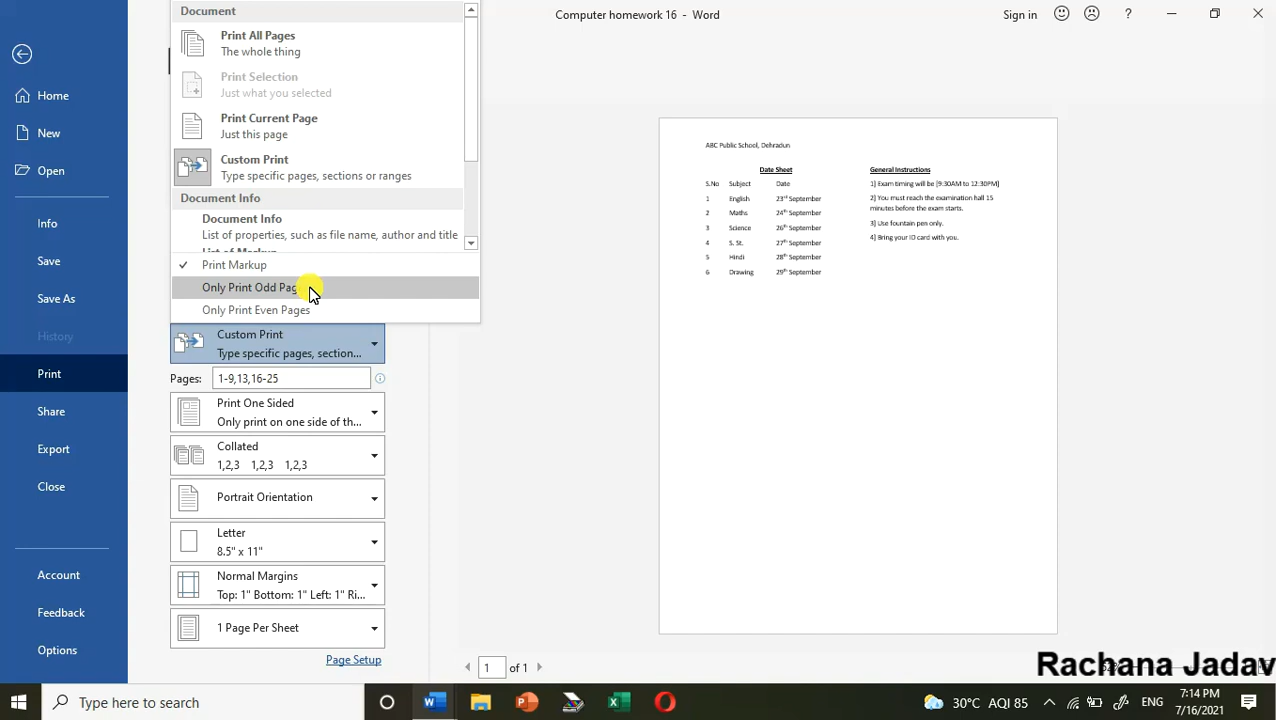 Document
Computer homework 16 - Word
Sign in
?
Print All Pages
The whole thing
Print Selection
Just what you selected
Print Current Page
Just this page
Custom Print
Type specific pages, sections or ranges
Document Info
Document Info
List of properties, such as file name, author and title
List of Markup
Print Markup
Only Print Odd Pages
Only Print Even Pages
Custom Print
Type specific pages, section...
Pages: 1-9,13,16-25
Print One Sided
Only print on one side of th...
Collated
1,2,3 1,2,3 1,2,3
Portrait Orientation
Letter
8.5" x 11"
Normal Margins
Top: 1" Bottom: 1" Left: 1" Ri...
1 Page Per Sheet
Page Setup
Home
New
Open
Info
Save
Save As
History
Print
Share
Export
Close
Account
Feedback
Options
ABC Public School, Dehradun
Date Sheet
S.No Subject Date
1 English 23rd September
2 Maths 24th September
3 Science 26th September
4 S. St. 27th September
5 Hindi 28th September
6 Drawing 29th September
General Instructions
1] Exam timing will be [9:30AM to 12:30PM]
2] You must reach the examination hall 15
minutes before the exam starts.
3] Use fountain pen only.
4] Bring your ID card with you.
1 of 1
Rachana Jadav
Type here to search
30°C AQI 85
ENG
7:14 PM
7/16/2021